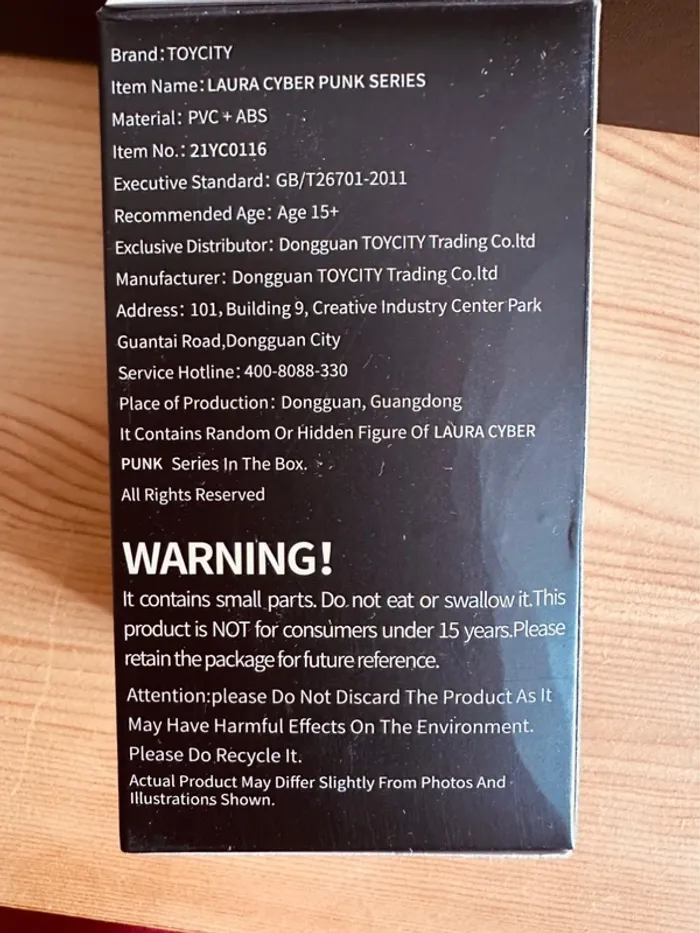 Brand: TOYCITY
Item Name: LAURA CYBER PUNK SERIES
Material: PVC + ABS
Item No.: 21YC0116
Executive Standard: GB/T26701-2011
Recommended Age: Age 15+
Exclusive Distributor: Dongguan TOYCITY Trading Co.ltd
Manufacturer: Dongguan TOYCITY Trading Co.ltd
Address: 101, Building 9, Creative Industry Center Park
Guantai Road,Dongguan City
Service Hotline: 400-8088-330
Place of Production: Dongguan, Guangdong
It Contains Random Or Hidden Figure Of LAURA CYBER
PUNK Series In The Box.
All Rights Reserved
WARNING!
It contains small parts. Do not eat or swallow it.This
product is NOT for consumers under 15 years.Please
retain the package for future reference.
Attention:please Do Not Discard The Product As It
May Have Harmful Effects On The Environment.
Please Do Recycle It.
Actual Product May Differ Slightly From Photos And
Illustrations Shown.